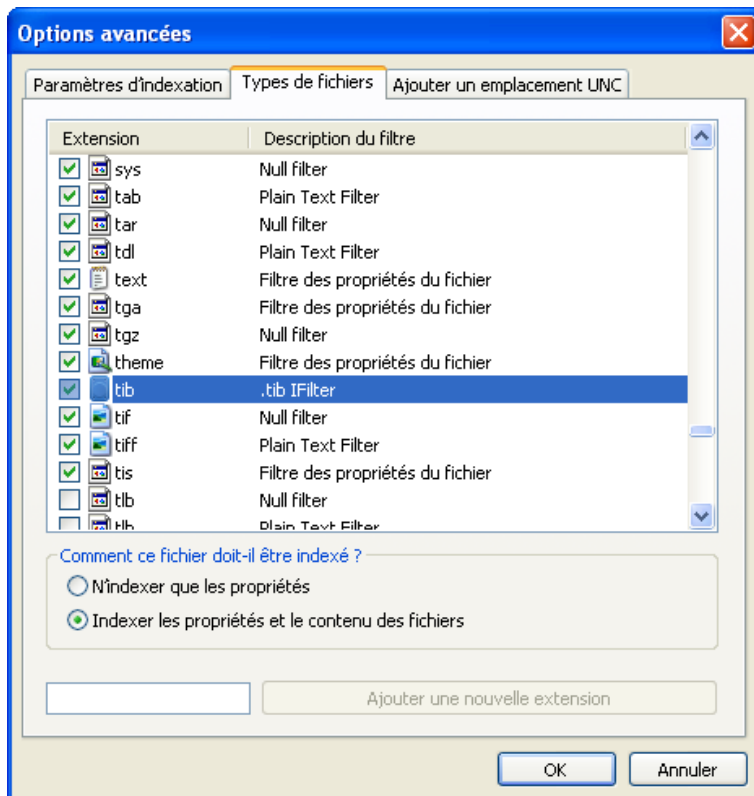 Options avancées
Paramètres d'indexation Types de fichiers Ajouter un emplacement UNC
Extension Description du filtre
sys Null filter
tab Plain Text Filter
tar Null filter
tdl Plain Text Filter
text Filtre des propriétés du fichier
tga Filtre des propriétés du fichier
tgz Null filter
theme Filtre des propriétés du fichier
tib .tib IFilter
tif Null filter
tiff Plain Text Filter
tis Filtre des propriétés du fichier
tlb Null filter
tlb Plain Text Filter
Comment ce fichier doit-il être indexé ?
N'indexer que les propriétés
Indexer les propriétés et le contenu des fichiers
Ajouter une nouvelle extension
OK Annuler